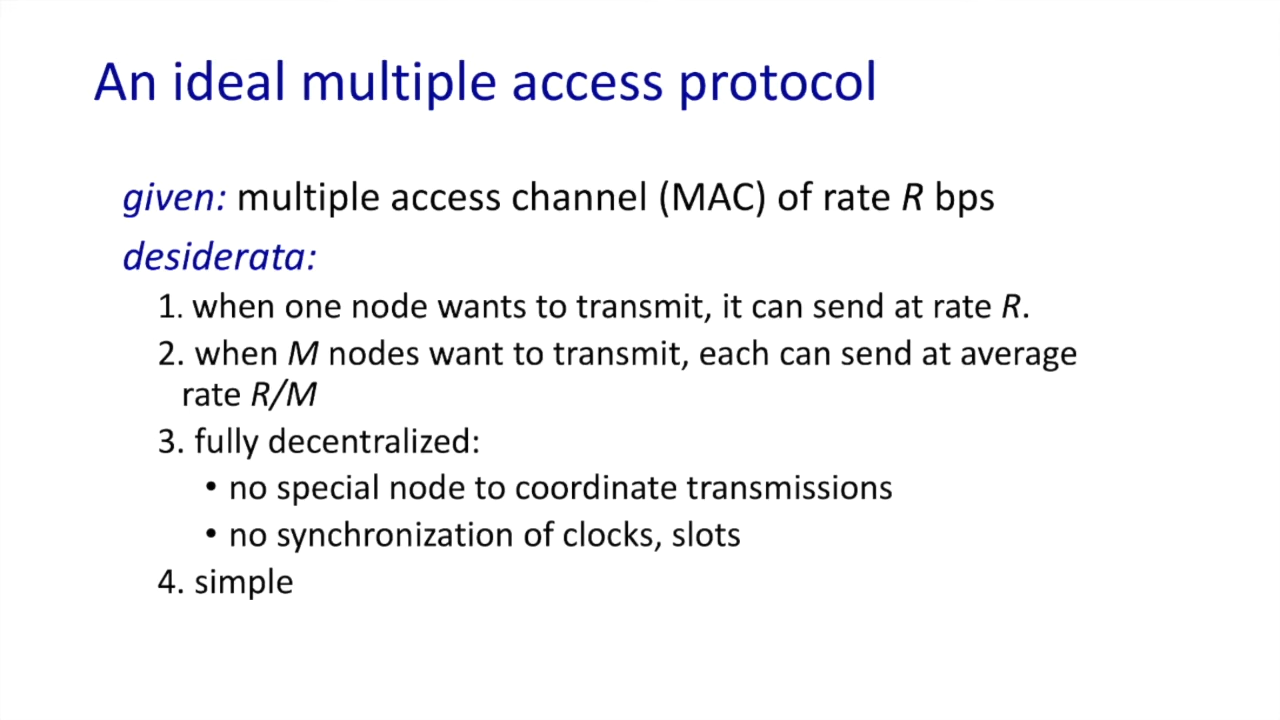 An ideal multiple access protocol
given: multiple access channel (MAC) of rate R bps
desiderata:
1. when one node wants to transmit, it can send at rate R.
2. when M nodes want to transmit, each can send at average
rate R/M
3. fully decentralized:
• no special node to coordinate transmissions
• no synchronization of clocks, slots
4. simple